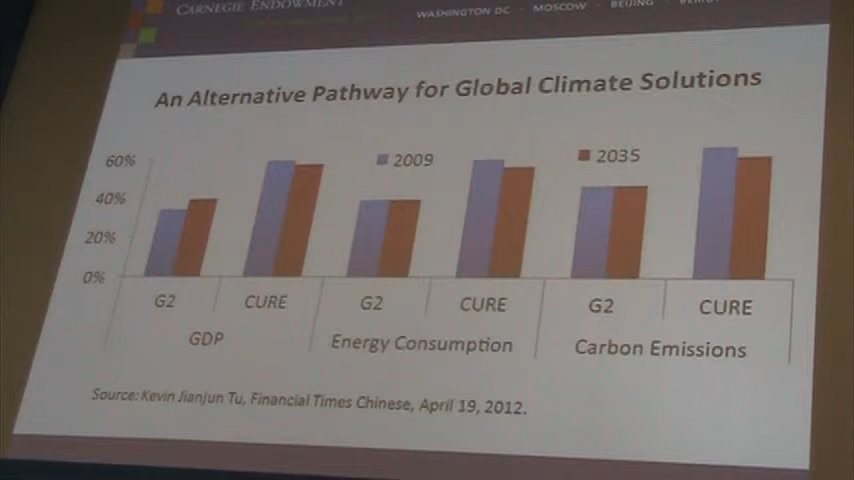 CARNEGIE ENDOWMENT
WASHINGTON DC · MOSCOW · BEIJING ·
An Alternative Pathway for Global Climate Solutions
60%
40%
20%
0%
2009
2035
G2 CURE G2 CURE G2 CURE
GDP Energy Consumption Carbon Emissions
Source: Kevin Jianjun Tu, Financial Times Chinese, April 19, 2012.